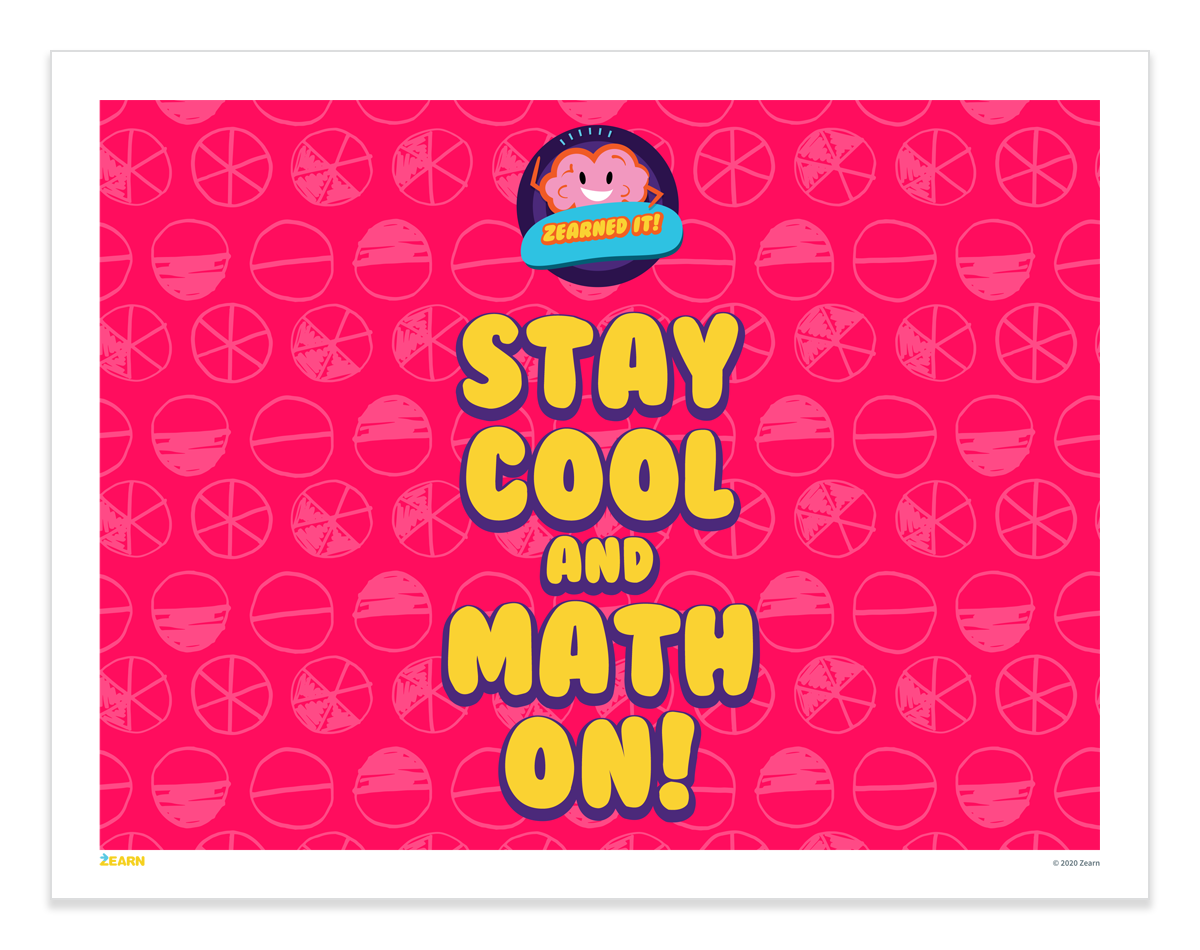 ZEARNED IT!
STAY
COOL
AND
MATH
ON!
ZEARN
© 2020 Zearn